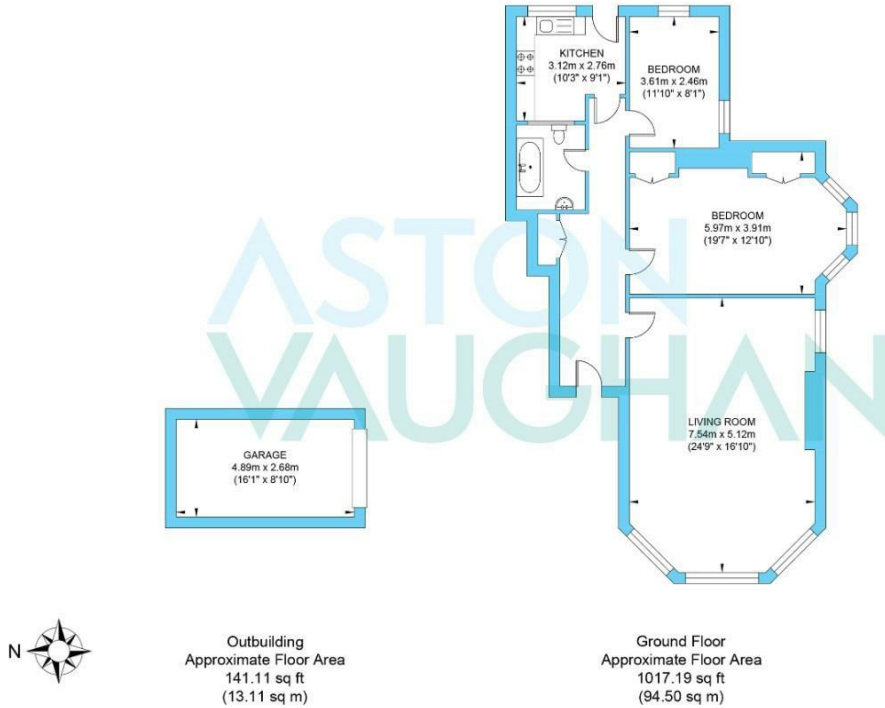 KITCHEN
3.12m x 2.76m
(10'3" x 9'1")
BEDROOM
3.61m x 2.46m
(11'10" x 8'1")
BEDROOM
5.97m x 3.91m
(19'7" x 12'10")
ASTON
VAUGHAN
LIVING ROOM
7.54m x 5.12m
(24'9" x 16'10")
GARAGE
4.89m x 2.68m
(16'1" x 8'10")
N
Outbuilding
Approximate Floor Area
141.11 sq ft
(13.11 sq m)
Ground Floor
Approximate Floor Area
1017.19 sq ft
(94.50 sq m)